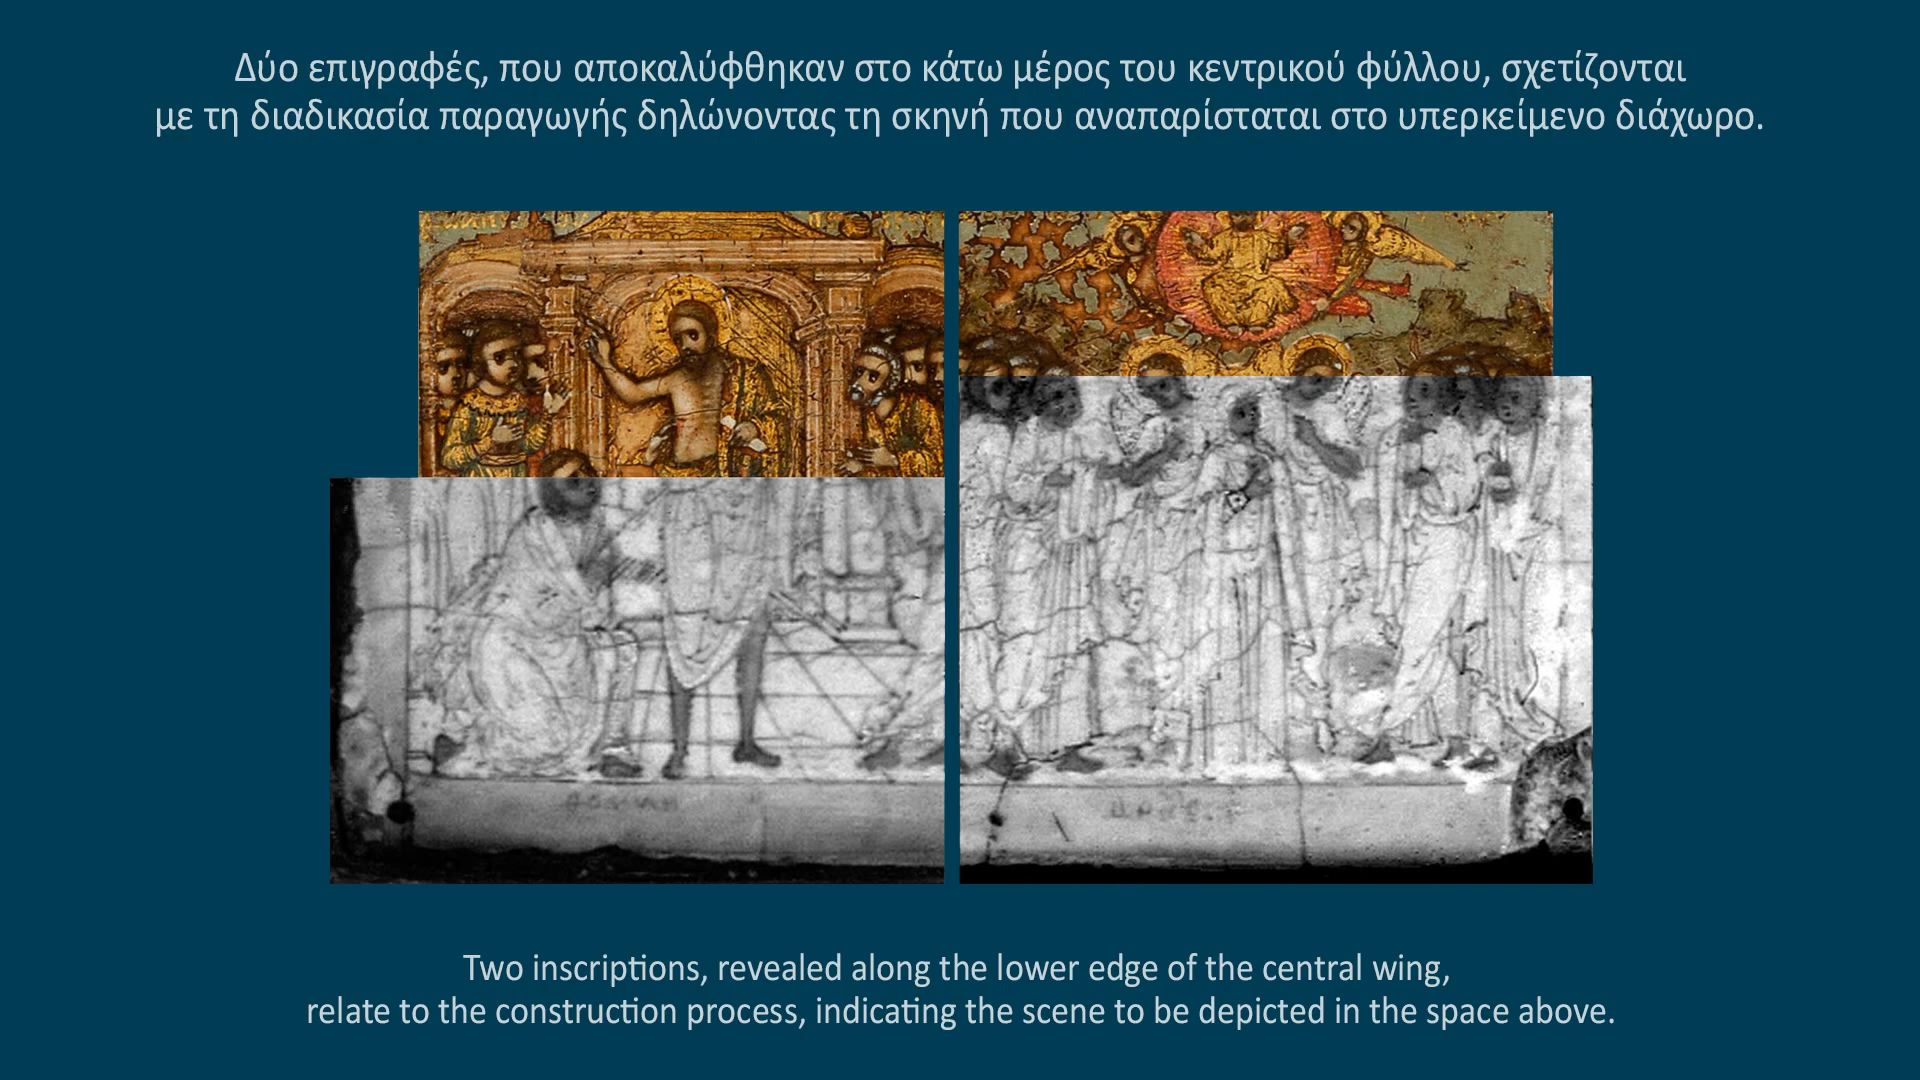 Δύο επιγραφές, που αποκαλύφθηκαν στο κάτω μέρος του κεντρικού φύλλου, σχετίζονται
με τη διαδικασία παραγωγής δηλώνοντας τη σκηνή που αναπαρίσταται στο υπερκείμενο διάχωρο.
Two inscriptions, revealed along the lower edge of the central wing,
relate to the construction process, indicating the scene to be depicted in the space above.